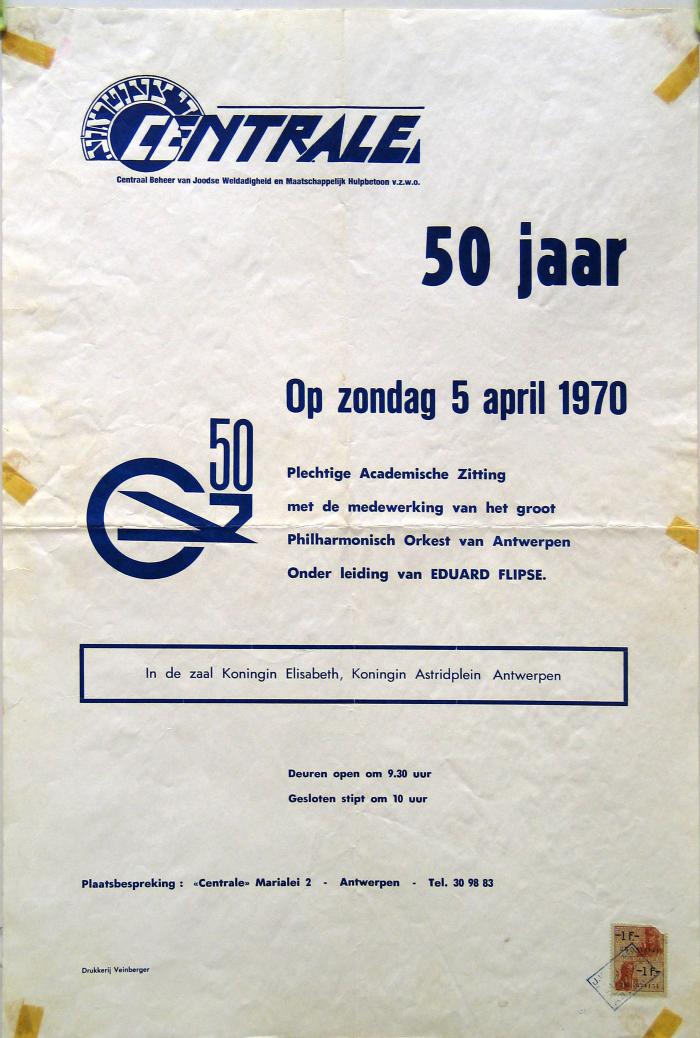 CENTRALE
Centraal Beheer van Joodse Weldadigheid en Maatschappelijk Hulpbetoon v.z.w.o.
50 jaar
Op zondag 5 april 1970
50
Plechtige Academische Zitting
met de medewerking van het groot
Philharmonisch Orkest van Antwerpen
Onder leiding van EDUARD FLIPSE.
In de zaal Koningin Elisabeth, Koningin Astridplein Antwerpen
Deuren open om 9.30 uur
Gesloten stipt om 10 uur
Plaatsbespreking : «Centrale» Marialei 2 - Antwerpen - Tel. 30 98 83
-1F-
-1F-
Drukkerij Veinberger